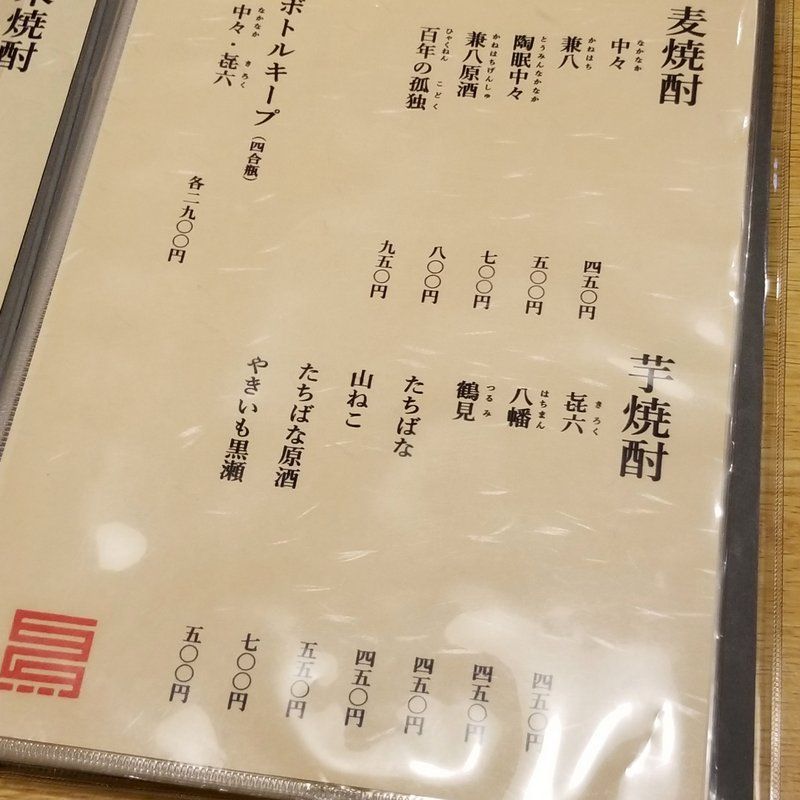 麦焼酎
なかなか
中々
四五〇円
かねはち
兼八
五〇〇円
とうみんなかなか
陶眠中々
七〇〇円
かねはちげんしゅ
兼八原酒
八〇〇円
ひゃくねん こどく
百年の孤独
九五〇円
ボトルキープ(四合瓶)
なかなか きろく
中々・㐂六
各二九〇〇円
芋焼酎
きろく
㐂六
四五〇円
はちまん
八幡
四五〇円
つるみ
鶴見
四五〇円
たちばな
四五〇円
山ねこ
五五〇円
たちばな原酒
七〇〇円
やきいも黒瀬
五〇〇円
焼酎